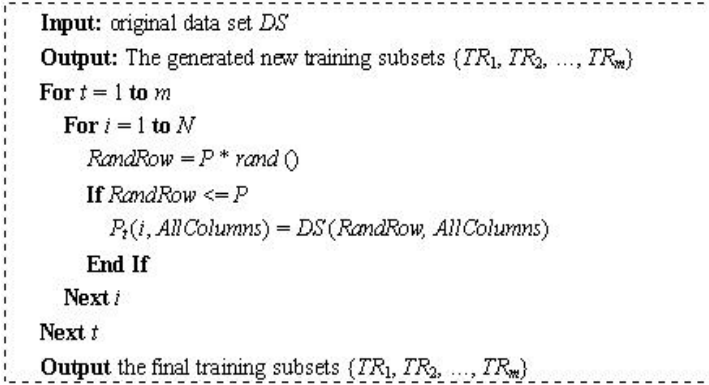 Input: original data set DS
Output: The generated new training subsets {TR1, TR2, ..., TRm}
For t = 1 to m
For i = 1 to N
RandRow = P * rand ()
If RandRow <= P
Pt(i, AllColumns) = DS(RandRow, AllColumns)
End If
Next i
Next t
Output the final training subsets {TR1, TR2, ..., TRm}